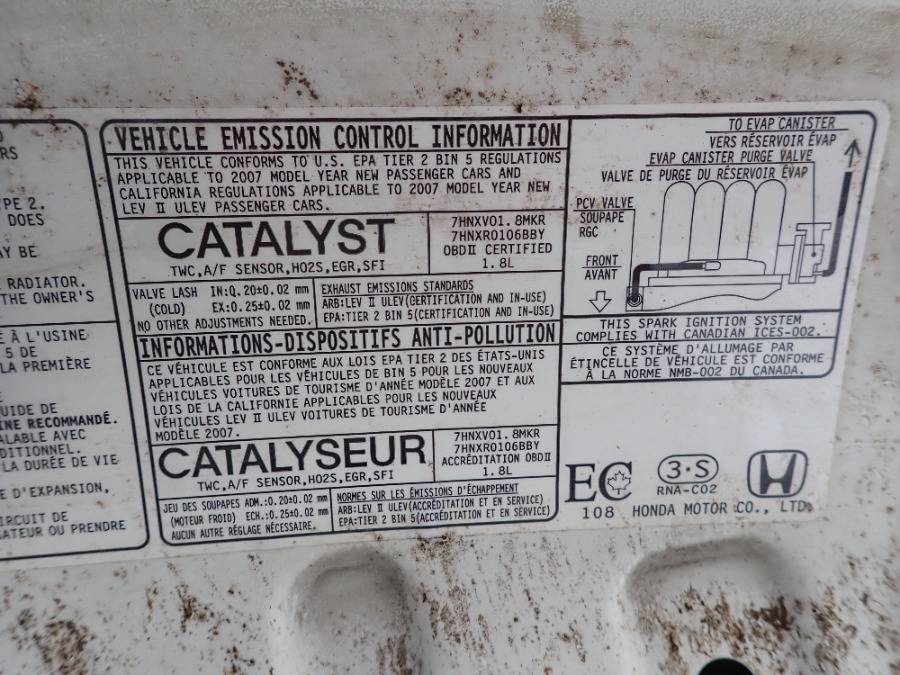 RS
YPE 2.
DOES
AY BE
RADIATOR.
THE OWNER'S
E À L'USINE
5 DE
LA PREMIÈRE
UIDE DE
INE RECOMMANDÉ.
ALABLE AVEC
DITIONNEL.
LA DURÉE DE VIE
E D'EXPANSION,
IRCUIT DE
ATEUR OU PRENDRE
VEHICLE EMISSION CONTROL INFORMATION
THIS VEHICLE CONFORMS TO U.S. EPA TIER 2 BIN 5 REGULATIONS
APPLICABLE TO 2007 MODEL YEAR NEW PASSENGER CARS AND
CALIFORNIA REGULATIONS APPLICABLE TO 2007 MODEL YEAR NEW
LEV II ULEV PASSENGER CARS.
CATALYST
TWC,A/F SENSOR,HO2S,EGR,SFI
7HNXV01.8MKR
7HNXR0106BBY
OBDII CERTIFIED
1.8L
VALVE LASH IN:0.20±0.02 mm
(COLD) EX:0.25±0.02 mm
NO OTHER ADJUSTMENTS NEEDED.
EXHAUST EMISSIONS STANDARDS
ARB:LEV II ULEV(CERTIFICATION AND IN-USE)
EPA:TIER 2 BIN 5(CERTIFICATION AND IN-USE)
INFORMATIONS-DISPOSITIFS ANTI-POLLUTION
CE VÉHICULE EST CONFORME AUX LOIS EPA TIER 2 DES ÉTATS-UNIS
APPLICABLES POUR LES VÉHICULES DE BIN 5 POUR LES NOUVEAUX
VÉHICULES VOITURES DE TOURISME D'ANNÉE MODÈLE 2007 ET AUX
LOIS DE LA CALIFORNIE APPLICABLES POUR LES NOUVEAUX
VÉHICULES LEV II ULEV VOITURES DE TOURISME D'ANNÉE
MODÈLE 2007.
CATALYSEUR
TWC,A/F SENSOR,HO2S,EGR,SFI
7HNXV01.8MKR
7HNXR0106BBY
ACCRÉDITATION OBDII
1.8L
JEU DES SOUPAPES ADM.:0.20±0.02 mm
(MOTEUR FROID) ECH.:0.25±0.02 mm
AUCUN AUTRE RÉGLAGE NÉCESSAIRE.
NORMES SUR LES ÉMISSIONS D'ÉCHAPPEMENT
ARB:LEV II ULEV(ACCRÉDITATION ET EN SERVICE)
EPA:TIER 2 BIN 5(ACCRÉDITATION ET EN SERVICE)
TO EVAP CANISTER
VERS RÉSERVOIR ÉVAP
EVAP CANISTER PURGE VALVE
VALVE DE PURGE DU RÉSERVOIR ÉVAP
PCV VALVE
SOUPAPE
RGC
FRONT
AVANT
THIS SPARK IGNITION SYSTEM
COMPLIES WITH CANADIAN ICES-002.
CE SYSTÈME D'ALLUMAGE PAR
ÉTINCELLE DE VÉHICULE EST CONFORME
À LA NORME NMB-002 DU CANADA.
EC
108
3·S
RNA-C02
HONDA MOTOR CO., LTD.